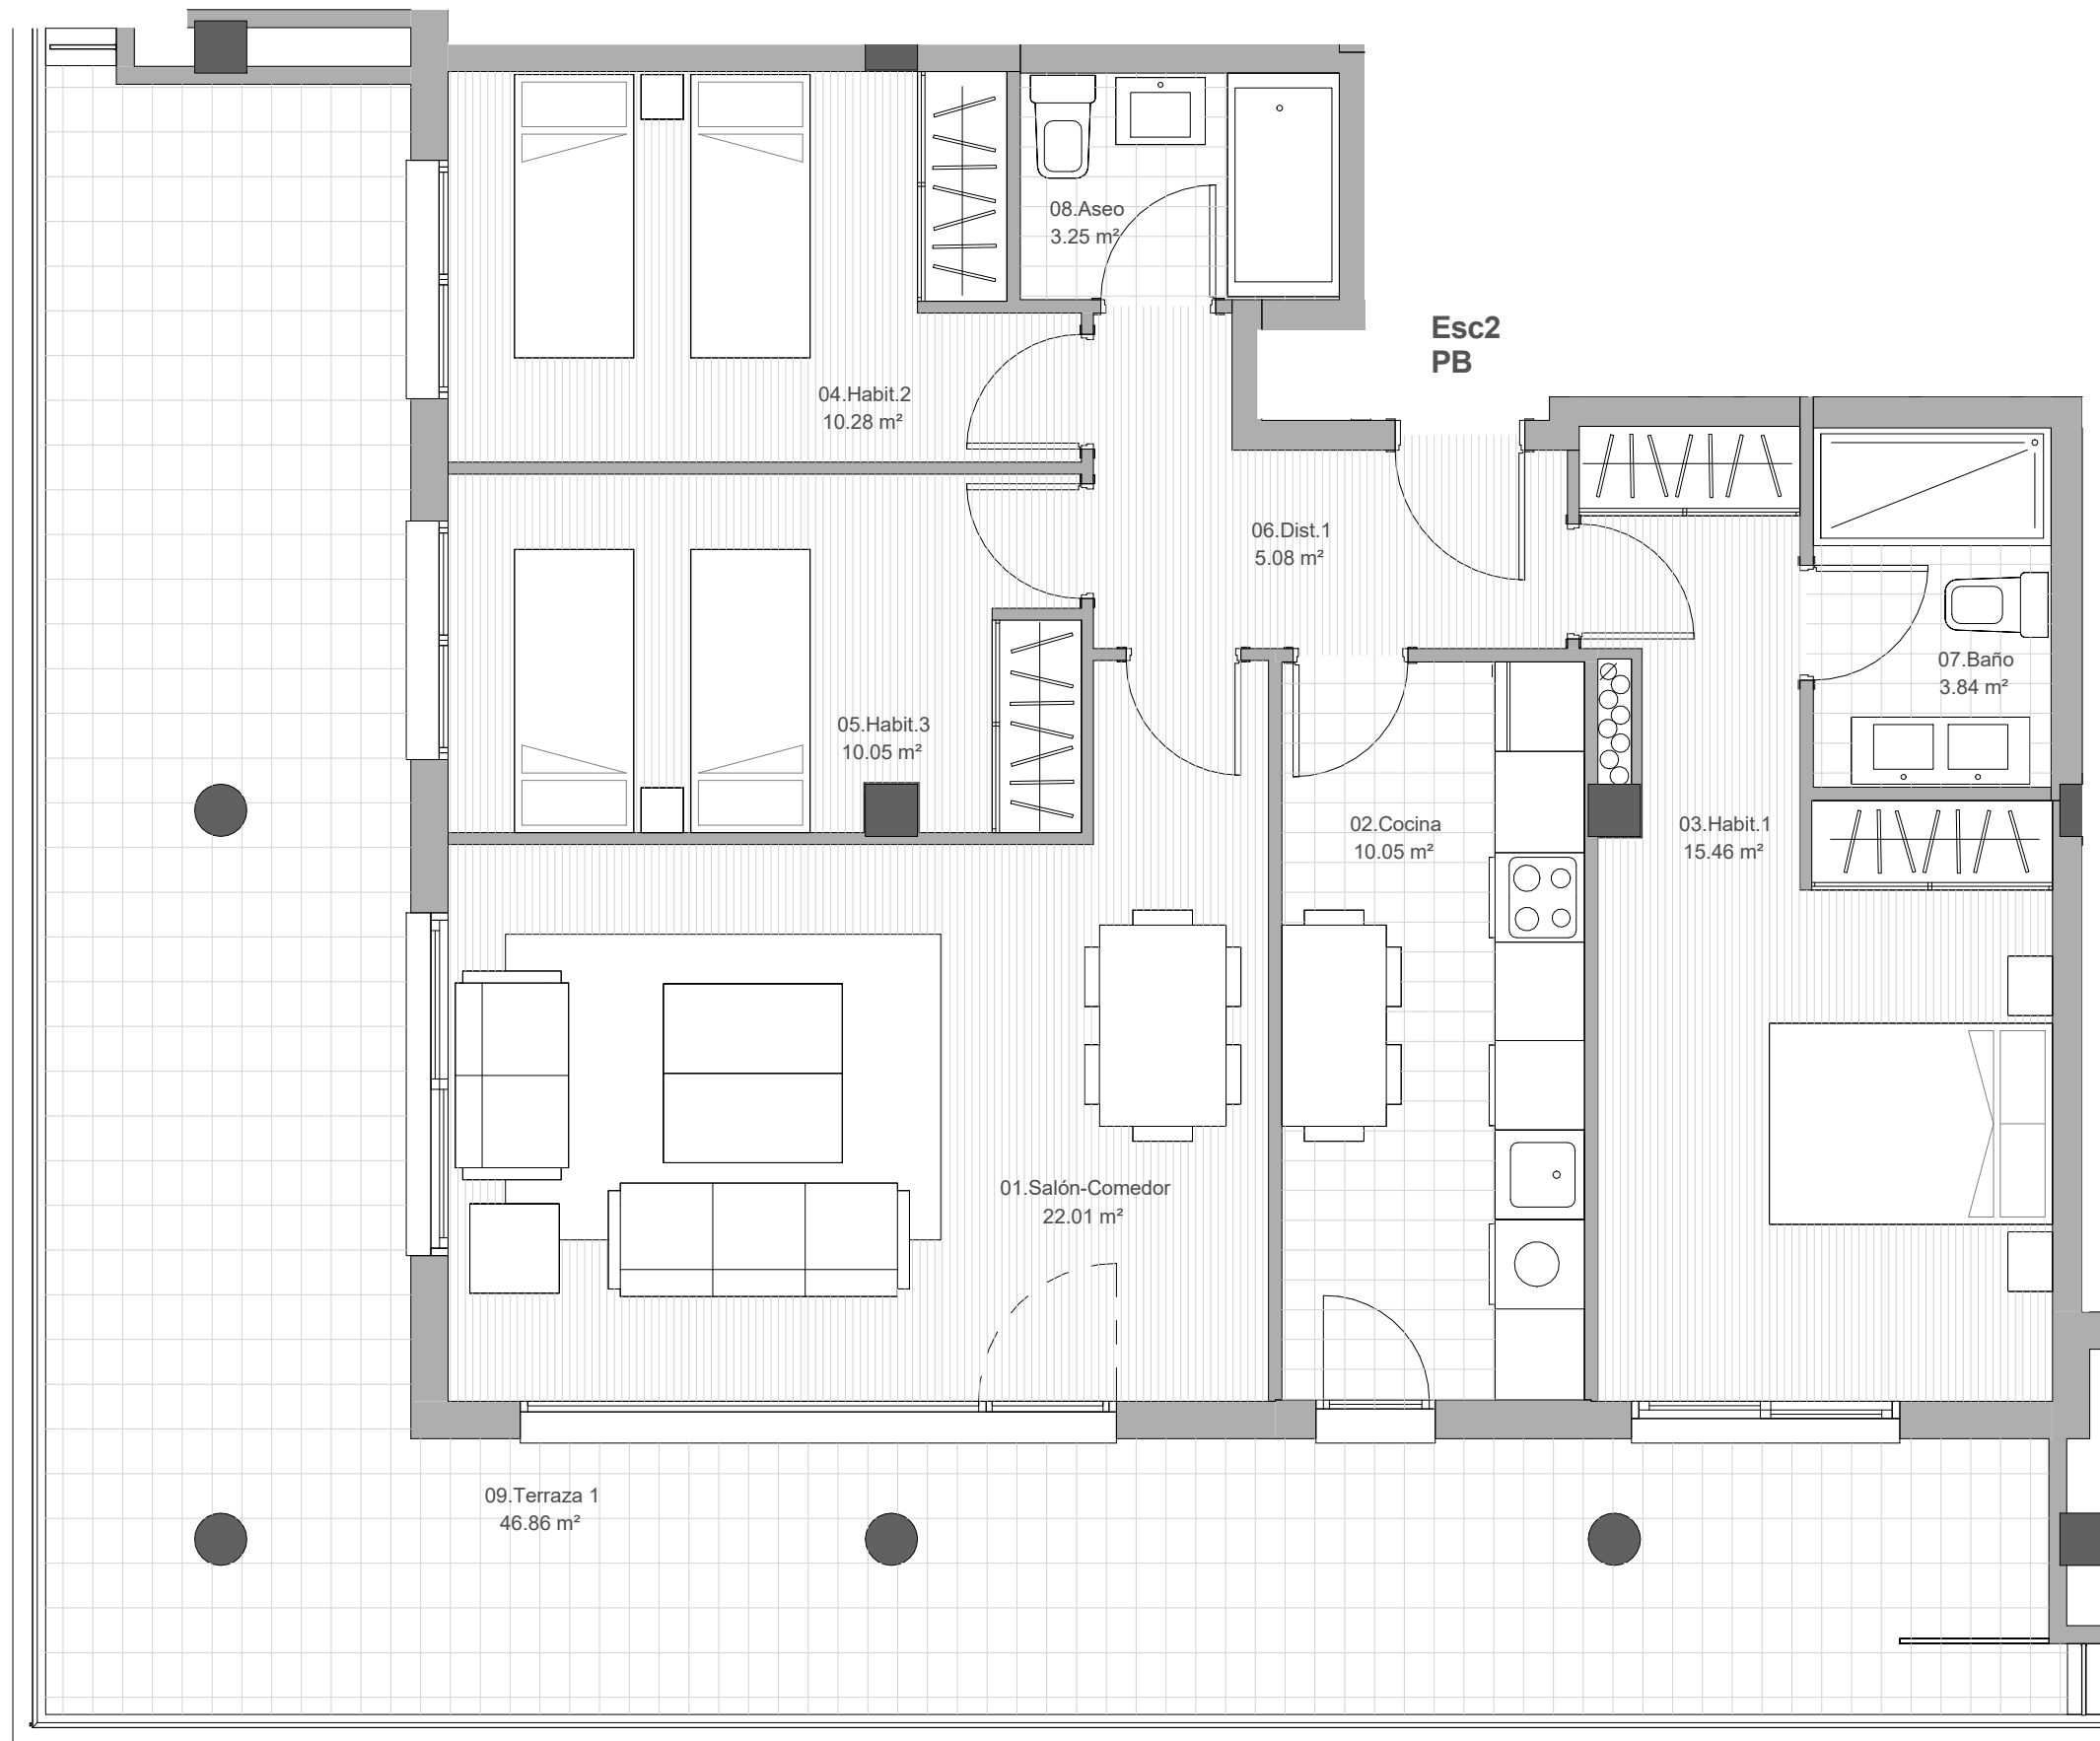 08.Aseo
3.25 m²
Esc2
PB
04.Habit.2
10.28 m²
06.Dist.1
5.08 m²
07.Baño
3.84 m²
05.Habit.3
10.05 m²
02.Cocina
10.05 m²
03.Habit.1
15.46 m²
01.Salón-Comedor
22.01 m²
09.Terraza 1
46.86 m²